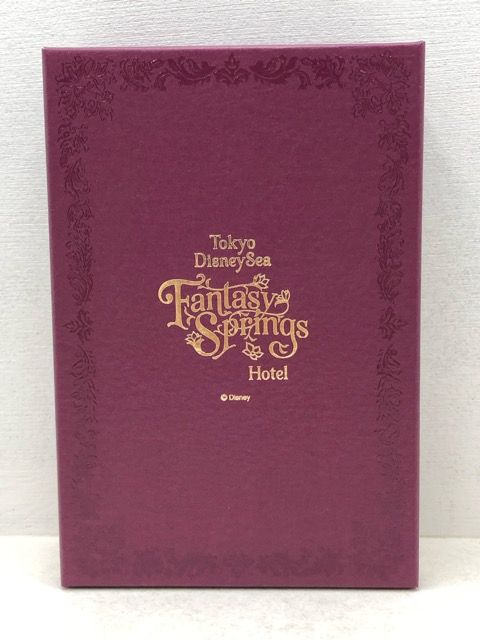 Tokyo
DisneySea
Fantasy
Springs
Hotel
© Disney